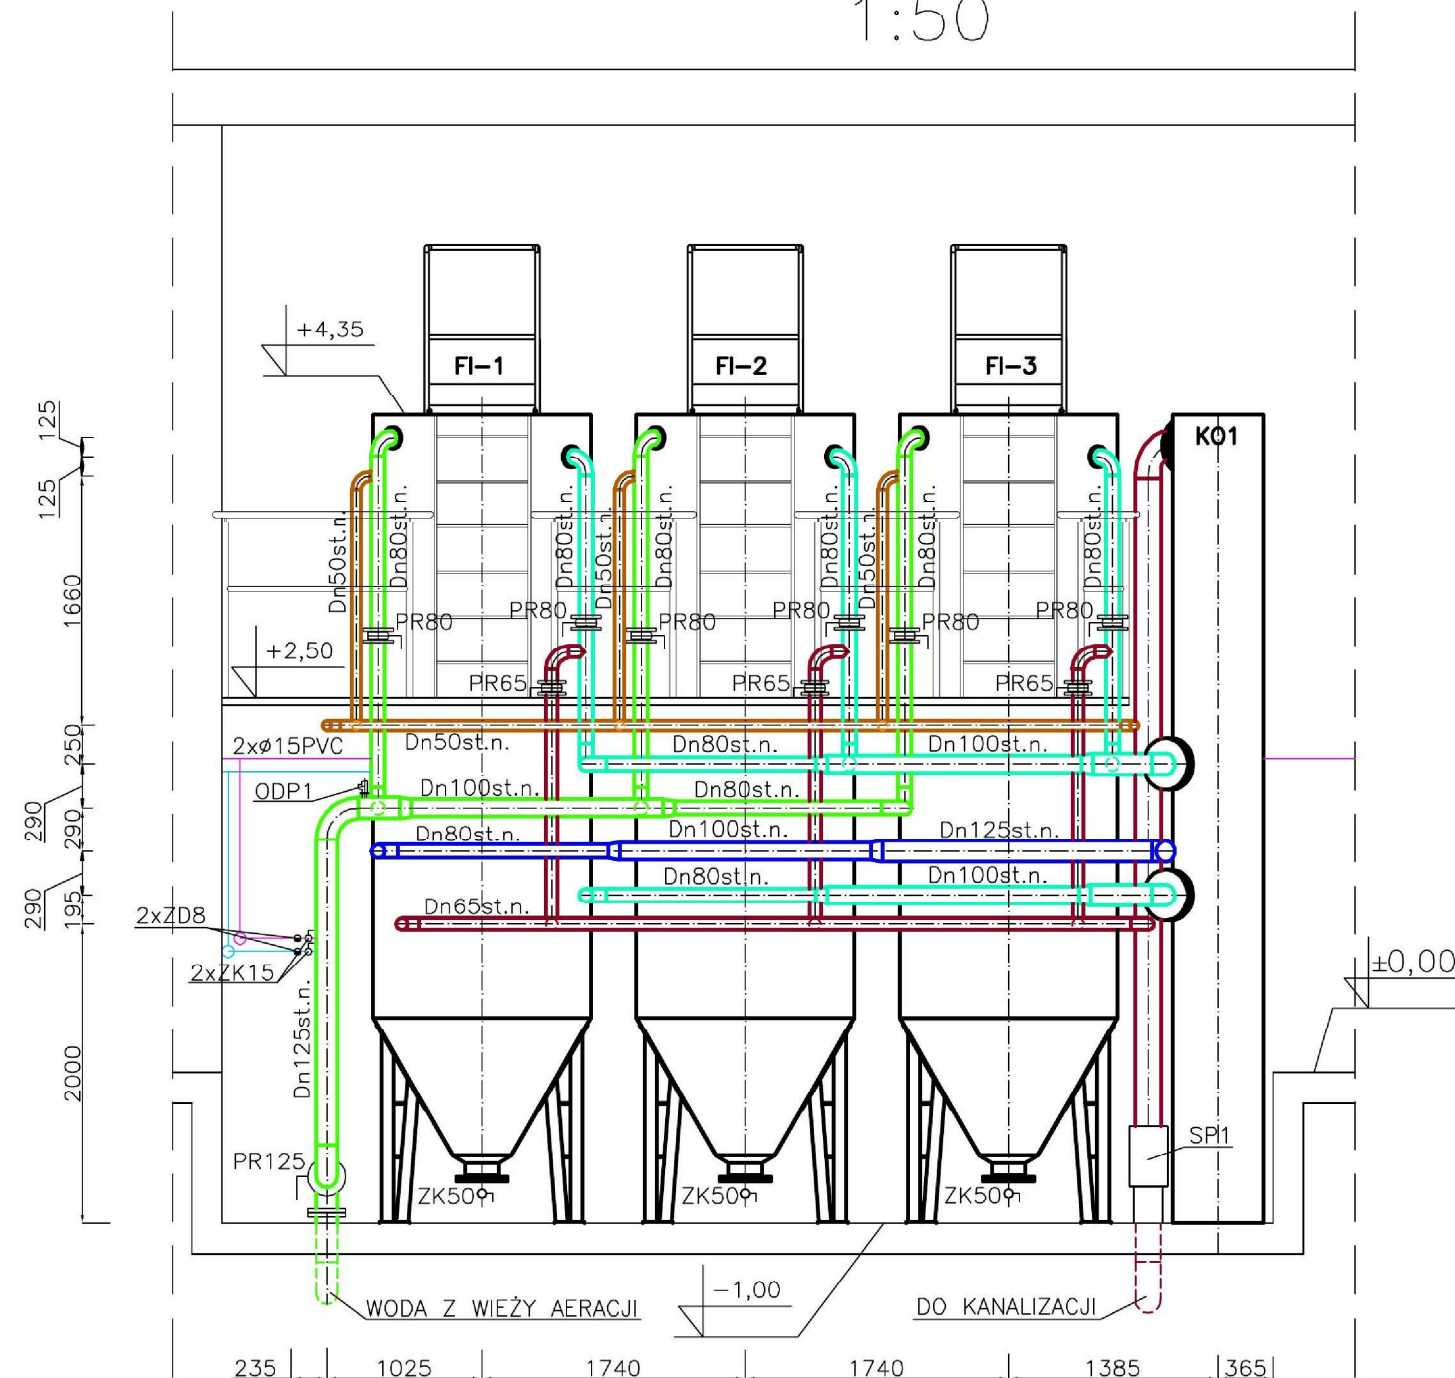 1:50
+4,35
FI-1
FI-2
FI-3
KO1
125
125
1660
250
290
290
290
195
2000
Dn50st.n.
Dn80st.n.
Dn80st.n.
Dn50st.n.
Dn80st.n.
Dn80st.n.
Dn50st.n.
Dn80st.n.
Dn80st.n.
PR80
PR80
PR80
PR80
PR80
PR80
+2,50
PR65
PR65
PR65
2xø15PVC
Dn50st.n.
Dn80st.n.
Dn100st.n.
ODP1
Dn100st.n.
Dn80st.n.
Dn80st.n.
Dn100st.n.
Dn125st.n.
Dn80st.n.
Dn100st.n.
2xZD8
Dn65st.n.
2xZK15
±0,00
Dn125st.n.
SPI1
PR125
ZK50
ZK50
ZK50
-1,00
WODA Z WIEŻY AERACJI
DO KANALIZACJI
235
1025
1740
1740
1385
365